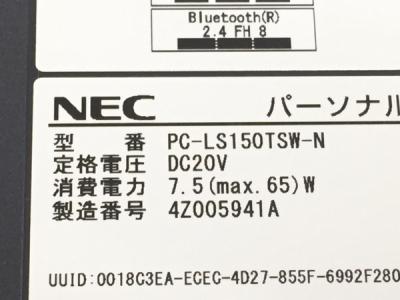 Bluetooth(R)
2.4 FH 8
NEC パーソナル
型 番 PC-LS150TSW-N
定格電圧 DC20V
消費電力 7.5(max.65)W
製造番号 4Z005941A
UUID:0018C3EA-ECEC-4D27-855F-6992F280